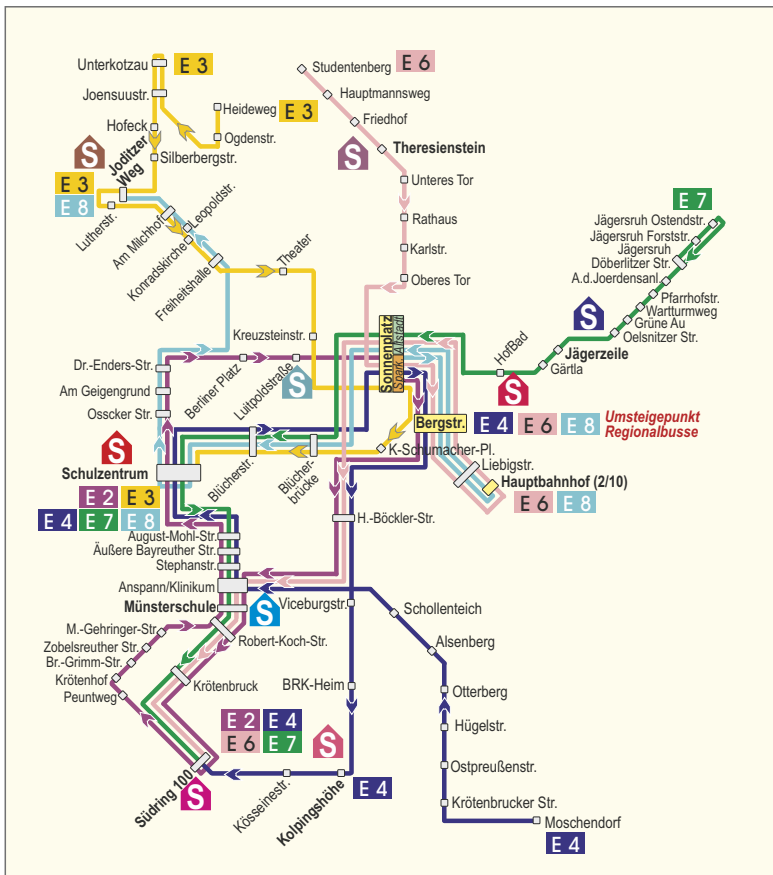 Unterkotzau
E 3
Joensuustr.
Heideweg
E 3
Hofeck
Ogdenstr.
Silberbergstr.
S
Joditzer
Weg
E 3
E 8
Lutherstr.
Am Milchhof
Leopoldstr.
Konradskirche
Freiheitshalle
Theater
Studentenberg
E 6
Hauptmannsweg
Friedhof
Theresienstein
S
Unteres Tor
Rathaus
Karlstr.
Oberes Tor
E 7
Jägersruh Ostendstr.
Jägersruh Forststr.
Jägersruh
Döberlitzer Str.
A.d.Joerdensanl.
Pfarrhofstr.
Wartturmweg
Grüne Au
Oelsnitzer Str.
S
Jägerzeile
Gärtla
HofBad
S
Kreuzsteinstr.
Sonnenplatz
Altstadt
Spark.
Dr.-Enders-Str.
Am Geigengrund
Osscker Str.
Berliner Platz
Luitpoldstraße
S
Bergstr.
E 4
E 6
E 8
Umsteigepunkt
Regionalbusse
S
Schulzentrum
E 2
E 3
E 4
E 7
E 8
Blücherstr.
Blücher-
brücke
K-Schumacher-Pl.
Liebigstr.
Hauptbahnhof (2/10)
E 6
E 8
H.-Böckler-Str.
August-Mohl-Str.
Äußere Bayreuther Str.
Stephanstr.
Anspann/Klinikum
Münsterschule
S
Viceburgstr.
Schollenteich
Alsenberg
M.-Gehringer-Str.
Zobelsreuther Str.
Br.-Grimm-Str.
Krötenhof
Peuntweg
Robert-Koch-Str.
Krötenbruck
BRK-Heim
Otterberg
Hügelstr.
Ostpreußenstr.
Krötenbrucker Str.
Moschendorf
E 4
E 2
E 4
E 6
E 7
S
Südring 100
S
Kösseinestr.
Kolpingshöhe
E 4